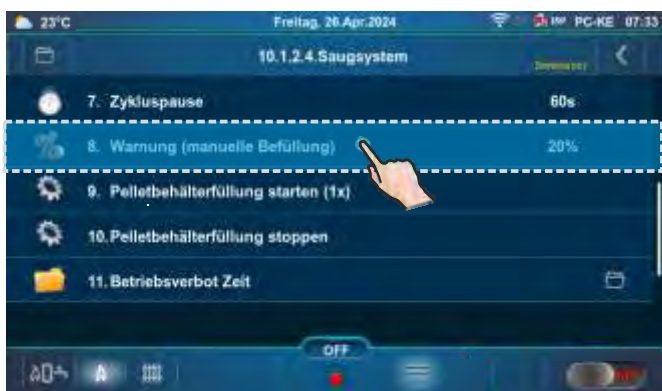 23°C Freitag, 26.Apr.2024 PC-KE 07:33
10.1.2.4.Saugsystem
7. Zykluspause 60s
8. Warnung (manuelle Befüllung) 20%
9. Pelletbehälterfüllung starten (1x)
10. Pelletbehälterfüllung stoppen
11. Betriebsverbot Zeit
OFF